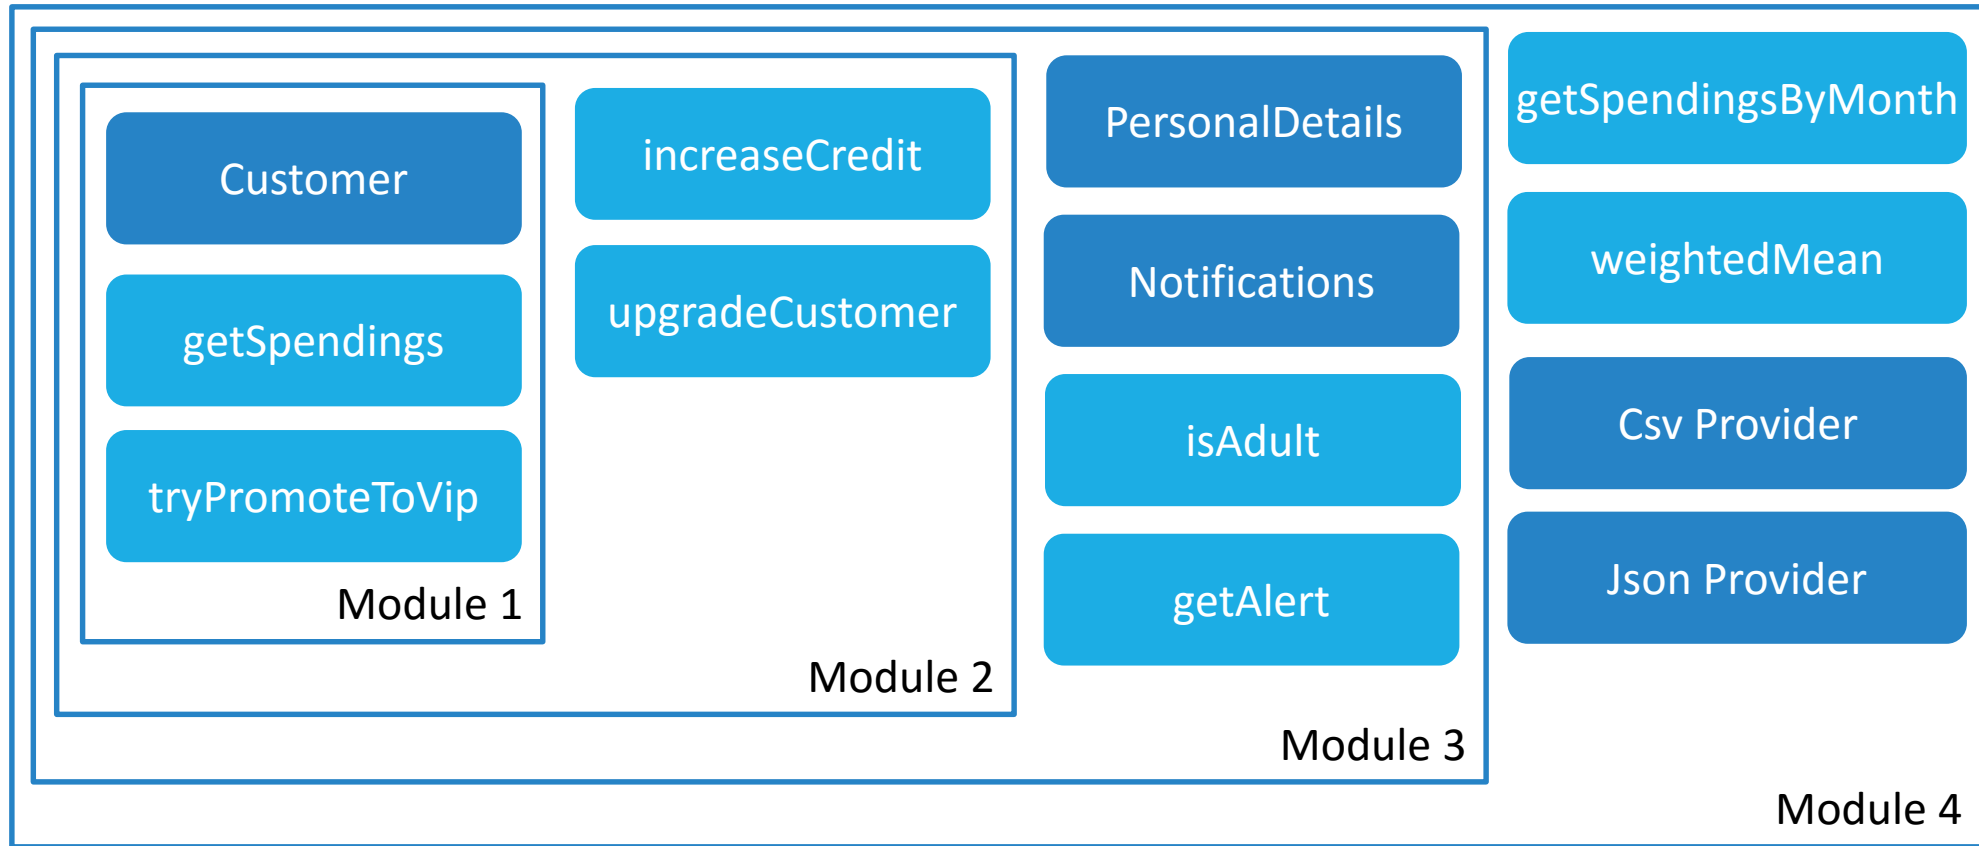 Customer
getSpendings
tryPromoteToVip
Module 1
increaseCredit
upgradeCustomer
Module 2
PersonalDetails
Notifications
isAdult
getAlert
Module 3
getSpendingsByMonth
weightedMean
Csv Provider
Json Provider
Module 4